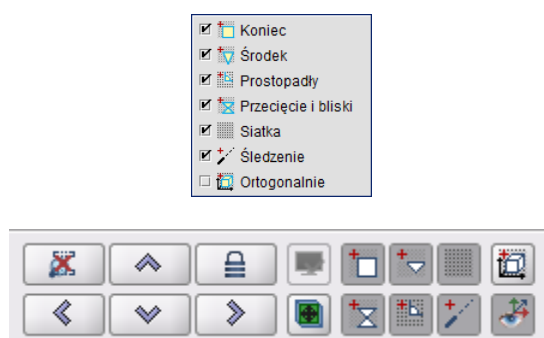 Koniec
Środek
Prostopadły
Przecięcie i bliski
Siatka
Śledzenie
Ortogonalnie